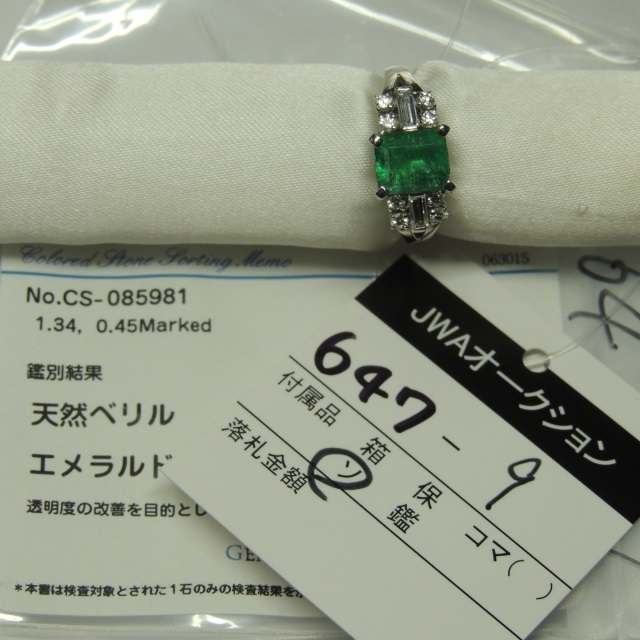 Colored Stone Sorting Memo
063015
No.CS-085981
1.34, 0.45Marked
鑑別結果
天然ベリル
エメラルド
透明度の改善を目的とし
GE
*本書は検査対象とされた1石のみの検査結果を
JWAオークション
647-9
付属品 箱 保 コマ( )
ソ 鑑
落札金額